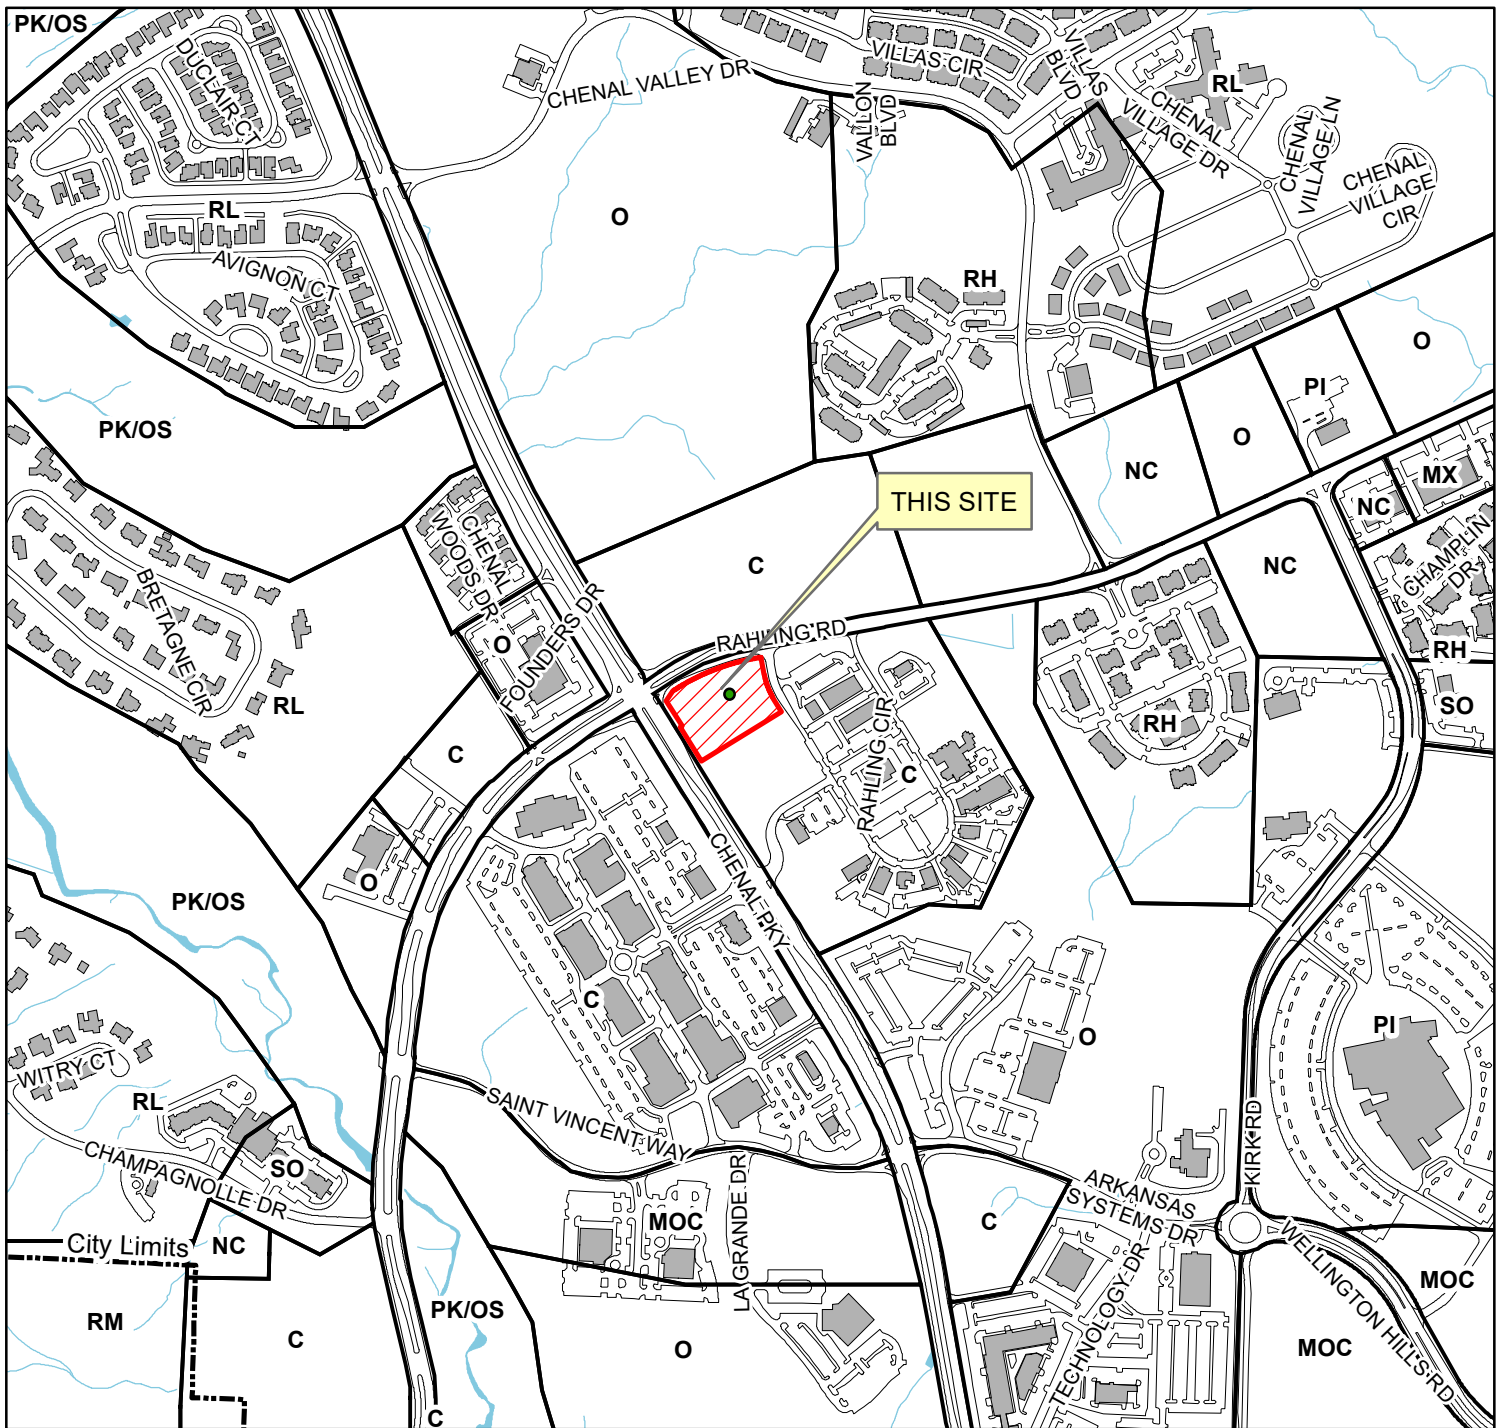 PK/OS
DUCLAIR CT
CHENAL VALLEY DR
VILLAS CIR
VILLAS
BLVD
RL
VALLON
BLVD
CHENAL
VILLAGE DR
CHENAL
VILLAGE LN
CHENAL
VILLAGE
CIR
RL
O
AVIGNON CT
RH
O
PI
PK/OS
O
NC
MX
NC
THIS SITE
CHENAL
WOODS DR
C
NC
CHAMPLIN
DR
BRETAGNE CIR
FOUNDERS DR
O
RAHLING RD
RH
RL
SO
RH
C
RAHLING CIR
C
CHENAL PKY
O
PK/OS
C
O
PI
WITRY CT
RL
SAINT VINCENT WAY
KIRK RD
CHAMPAGNOLLE DR
SO
ARKANSAS
SYSTEMS DR
LA GRANDE DR
MOC
C
City Limits
NC
TECHNOLOGY DR
WELLINGTON HILLS RD
MOC
RM
PK/OS
C
O
MOC
C